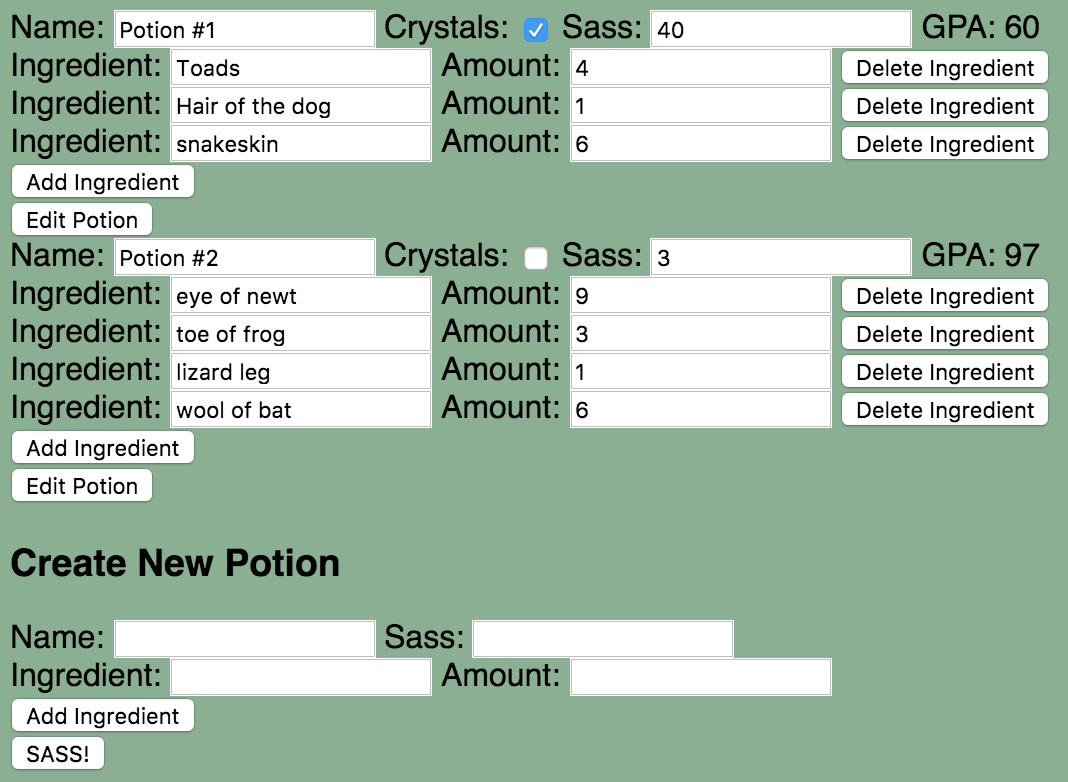 Name: Potion #1 Crystals: Sass: 40 GPA: 60
Ingredient: Toads Amount: 4 Delete Ingredient
Ingredient: Hair of the dog Amount: 1 Delete Ingredient
Ingredient: snakeskin Amount: 6 Delete Ingredient
Add Ingredient
Edit Potion
Name: Potion #2 Crystals: Sass: 3 GPA: 97
Ingredient: eye of newt Amount: 9 Delete Ingredient
Ingredient: toe of frog Amount: 3 Delete Ingredient
Ingredient: lizard leg Amount: 1 Delete Ingredient
Ingredient: wool of bat Amount: 6 Delete Ingredient
Add Ingredient
Edit Potion
Create New Potion
Name: Sass:
Ingredient: Amount:
Add Ingredient
SASS!